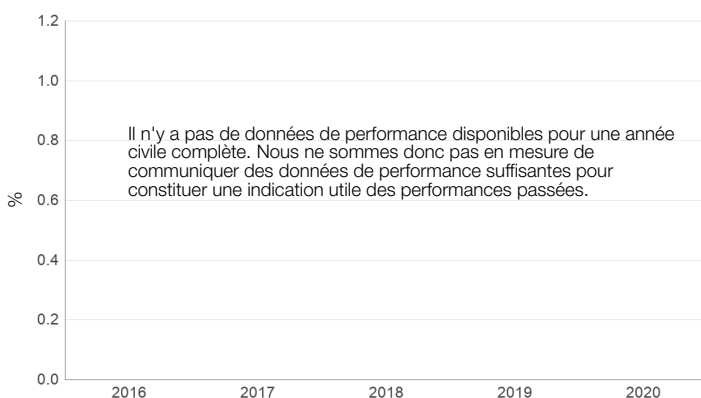 1.2
1.0
0.8
Il n'y a pas de données de performance disponibles pour une année
civile complète. Nous ne sommes donc pas en mesure de
communiquer des données de performance suffisantes pour
constituer une indication utile des performances passées.
%
0.6
0.4
0.2
0.0
2016 2017 2018 2019 2020